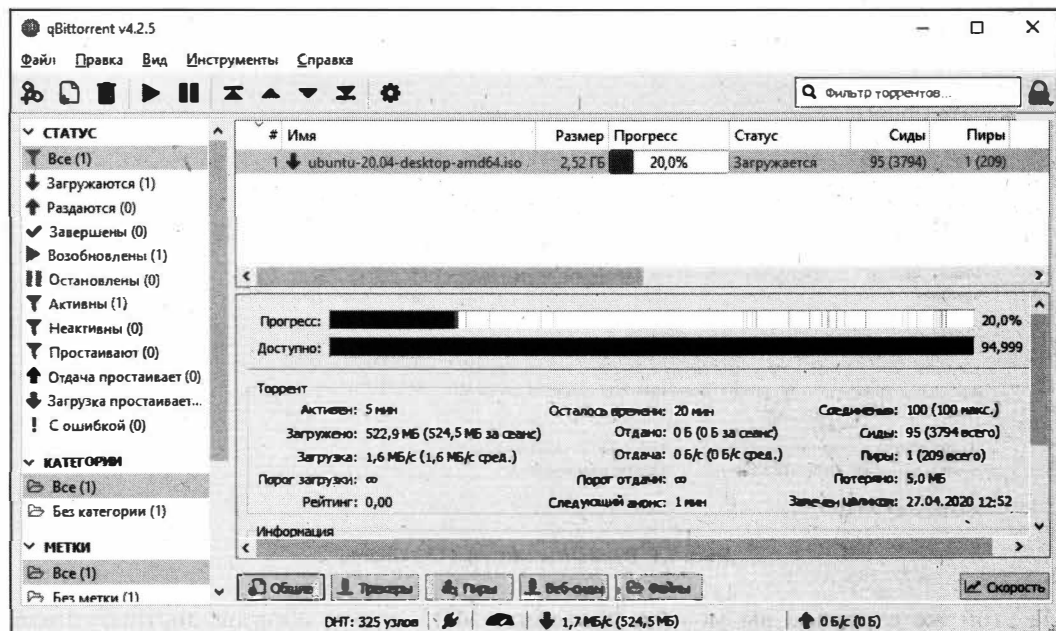 qBittorrent v4.2.5
Файл Правка Вид Инструменты Справка
Фильтр торрентов...
СТАТУС
Все (1)
Загружаются (1)
Раздаются (0)
Завершены (0)
Возобновлены (1)
Остановлены (0)
Активны (1)
Неактивны (0)
Простаивают (0)
Отдача простаивает (0)
Загрузка простаивает...
С ошибкой (0)
КАТЕГОРИИ
Все (1)
Без категории (1)
МЕТКИ
Все (1)
Без метки (1)
# Имя Размер Прогресс Статус Сиды Пиры
1 ubuntu-20.04-desktop-amd64.iso 2,52 ГБ 20,0% Загружается 95 (3794) 1 (209)
Прогресс: 20,0%
Доступно: 94,999
Торрент
Активен: 5 мин Осталось времени: 20 мин Соединения: 100 (100 макс.)
Загружено: 522,9 МБ (524,5 МБ за сеанс) Отдано: 0 Б (0 Б за сеанс) Сиды: 95 (3794 всего)
Загрузка: 1,6 МБ/с (1,6 МБ/с сред.) Отдача: 0 Б/с (0 Б/с сред.) Пиры: 1 (209 всего)
Порог загрузки: ∞ Порог отдачи: ∞ Потеряно: 5,0 МБ
Рейтинг: 0,00 Следующий анонс: 1 мин Замечен целиком: 27.04.2020 12:52
Информация
Общие Трекеры Пиры Веб-сиды Файлы Скорость
DHT: 325 узлов 1,7 МБ/с (524,5 МБ) 0 Б/с (0 Б)